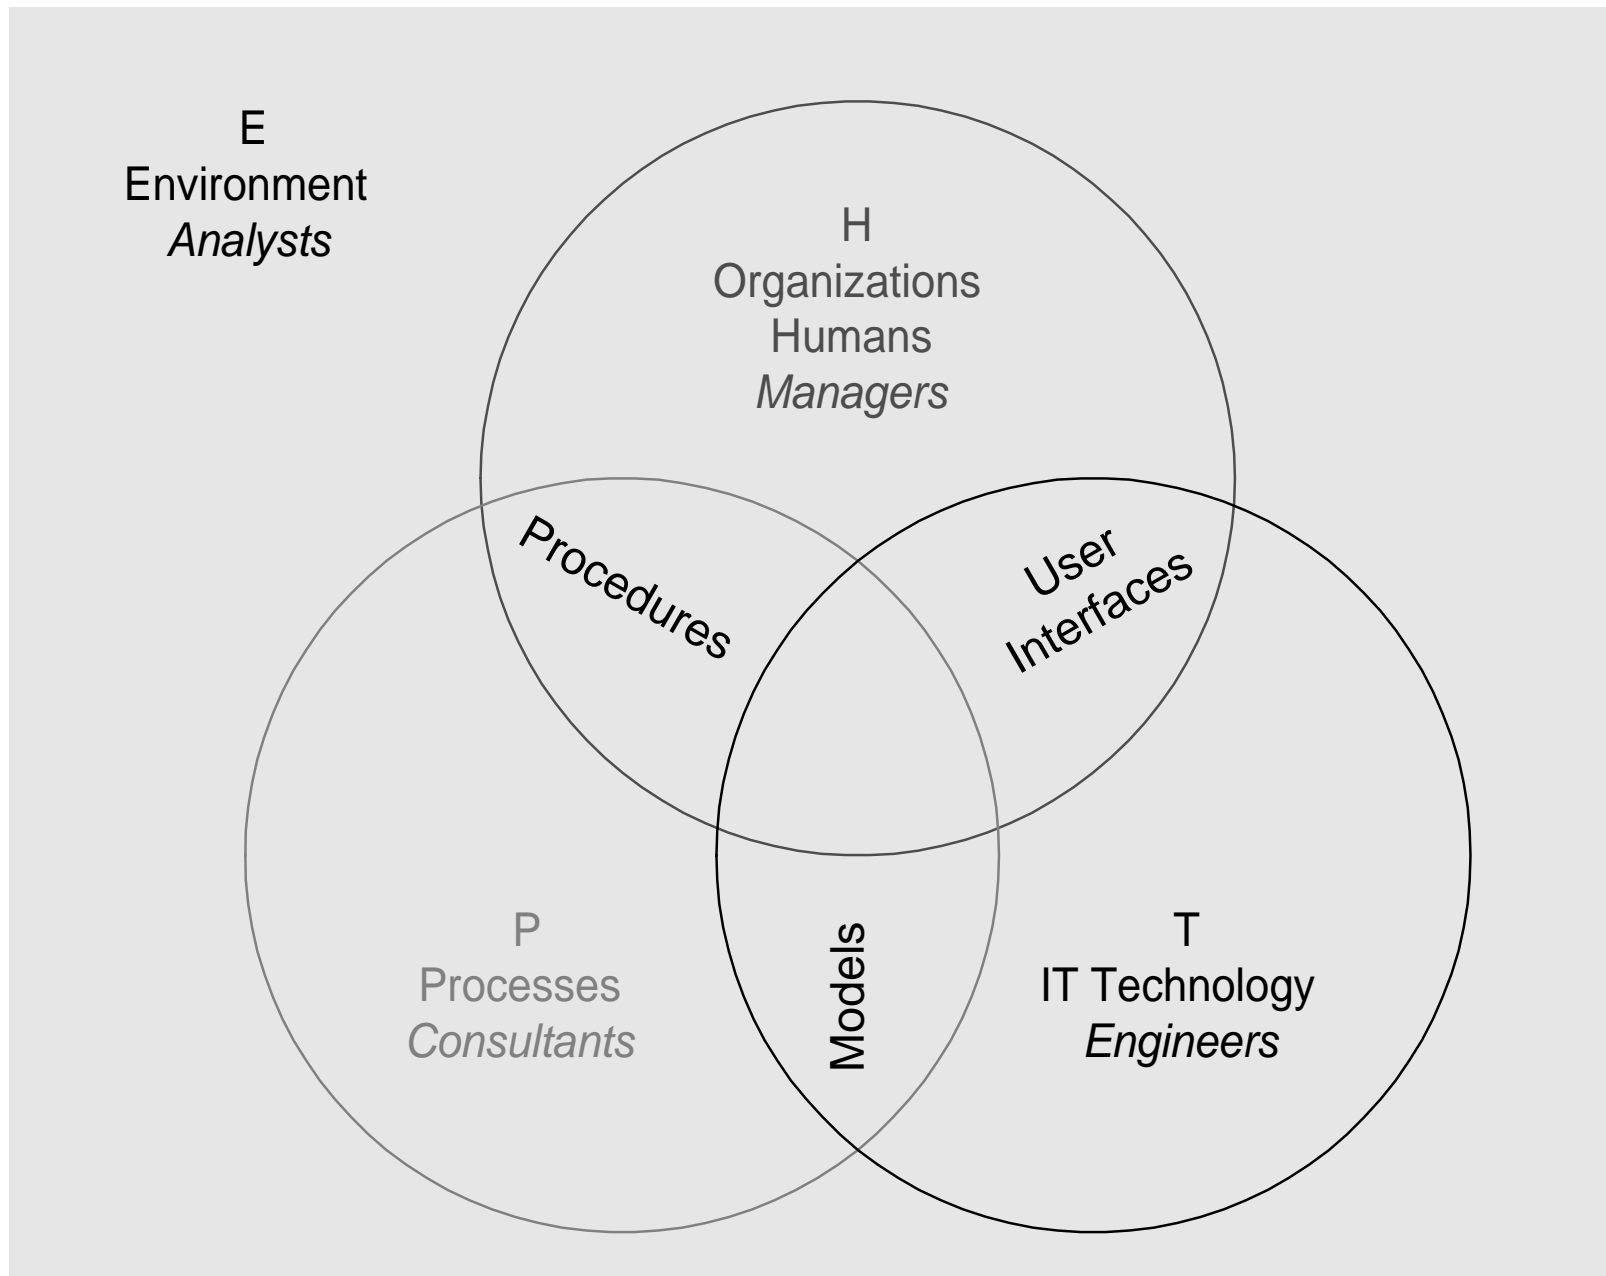 E
Environment
Analysts
H
Organizations
Humans
Managers
Procedures
User
Interfaces
P
Processes
Consultants
Models
T
IT Technology
Engineers